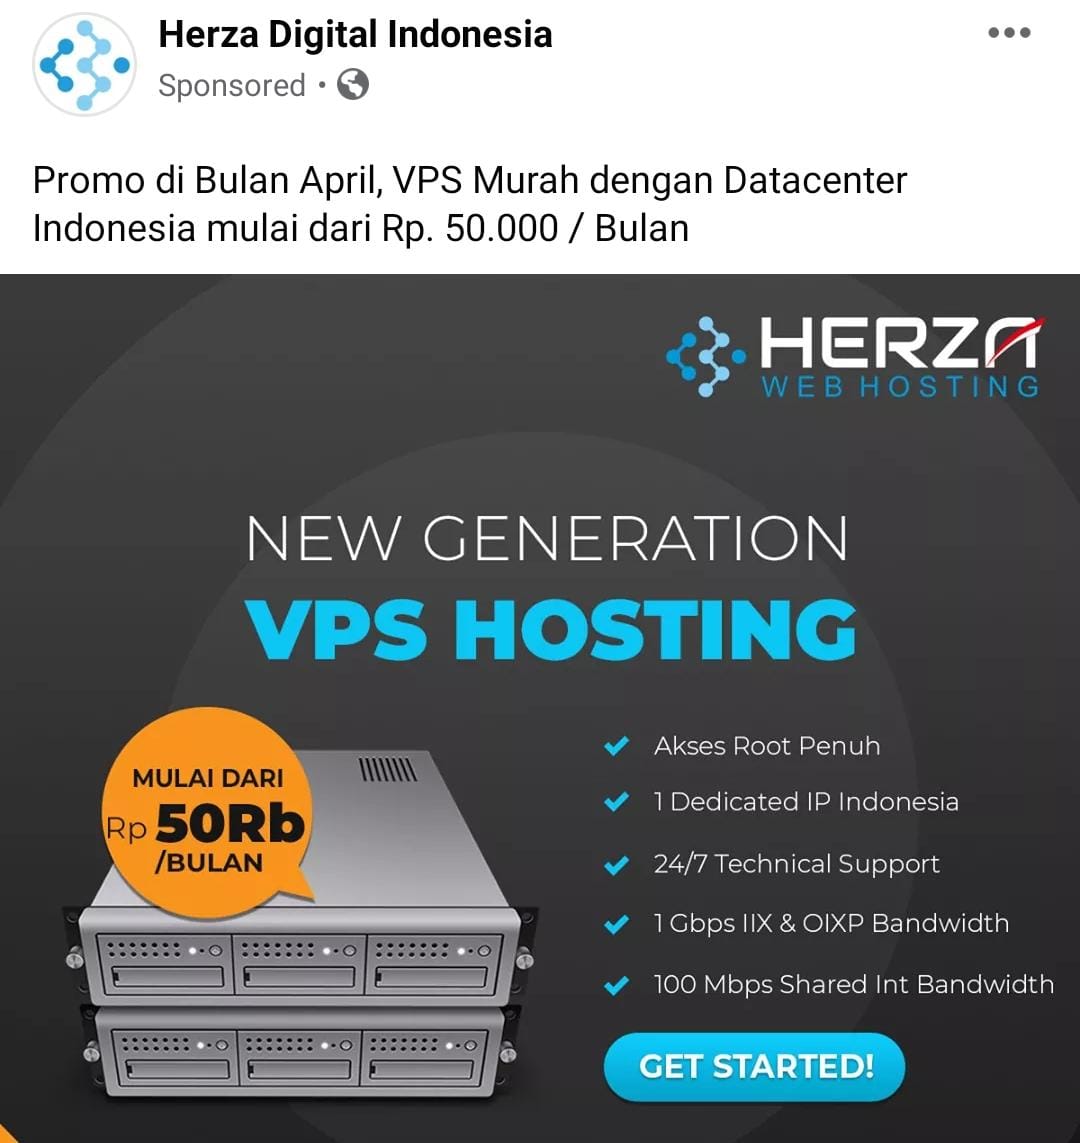 Herza Digital Indonesia
Sponsored •
Promo di Bulan April, VPS Murah dengan Datacenter
Indonesia mulai dari Rp. 50.000 / Bulan
HERZA
WEB HOSTING
NEW GENERATION
VPS HOSTING
MULAI DARI
Rp 50Rb
/BULAN
Akses Root Penuh
1 Dedicated IP Indonesia
24/7 Technical Support
1 Gbps IIX & OIXP Bandwidth
100 Mbps Shared Int Bandwidth
GET STARTED!